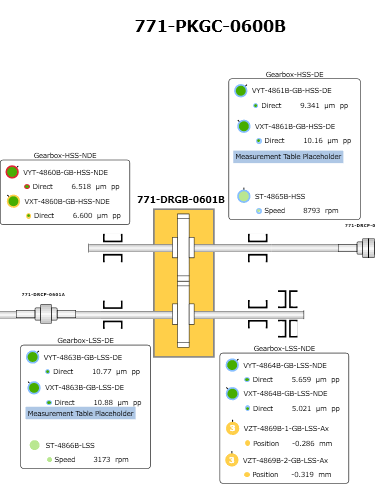 771-PKGC-0600B
Gearbox-HSS-DE
VYT-4861B-GB-HSS-DE
Direct 9.341 μm pp
VXT-4861B-GB-HSS-DE
Direct 10.16 μm pp
Measurement Table Placeholder
ST-4865B-HSS
Speed 8793 rpm
Gearbox-HSS-NDE
VYT-4860B-GB-HSS-NDE
Direct 6.518 μm pp
VXT-4860B-GB-HSS-NDE
Direct 6.600 μm pp
771-DRGB-0601B
771-DRCP-0601A
Gearbox-LSS-DE
VYT-4863B-GB-LSS-DE
Direct 10.77 μm pp
VXT-4863B-GB-LSS-DE
Direct 10.88 μm pp
Measurement Table Placeholder
ST-4866B-LSS
Speed 3173 rpm
Gearbox-LSS-NDE
VYT-4864B-GB-LSS-DE
Direct 5.659 μm pp
VXT-4864B-GB-LSS-DE
Direct 5.021 μm pp
3 VZT-4869B-1-GB-LSS-Ax
Position -0.286 mm
3 VZT-4869B-2-GB-LSS-Ax
Position -0.319 mm